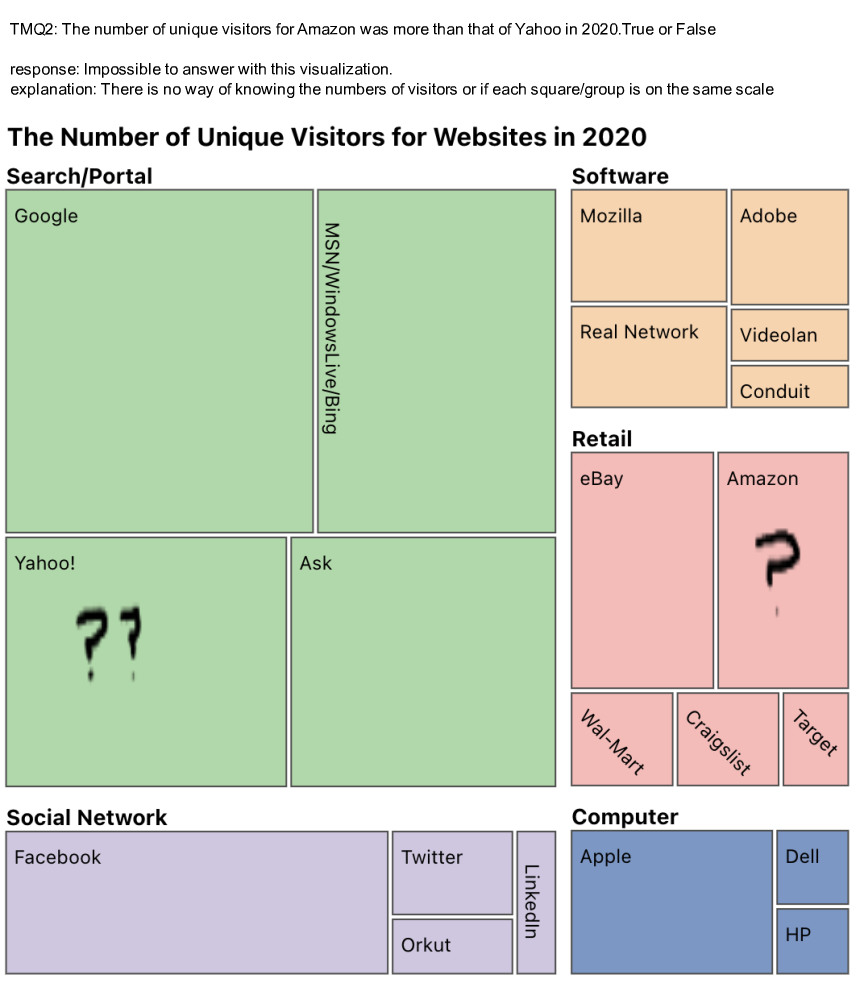 TMQ2: The number of unique visitors for Amazon was more than that of Yahoo in 2020.True or False
response: Impossible to answer with this visualization.
explanation: There is no way of knowing the numbers of visitors or if each square/group is on the same scale
The Number of Unique Visitors for Websites in 2020
Search/Portal
Google
MSN/WindowsLive/Bing
Yahoo!
??
Ask
Software
Mozilla
Adobe
Real Network
Videolan
Conduit
Retail
eBay
Amazon
?
Wal-Mart
Craigslist
Target
Social Network
Facebook
Twitter
Orkut
LinkedIn
Computer
Apple
Dell
HP